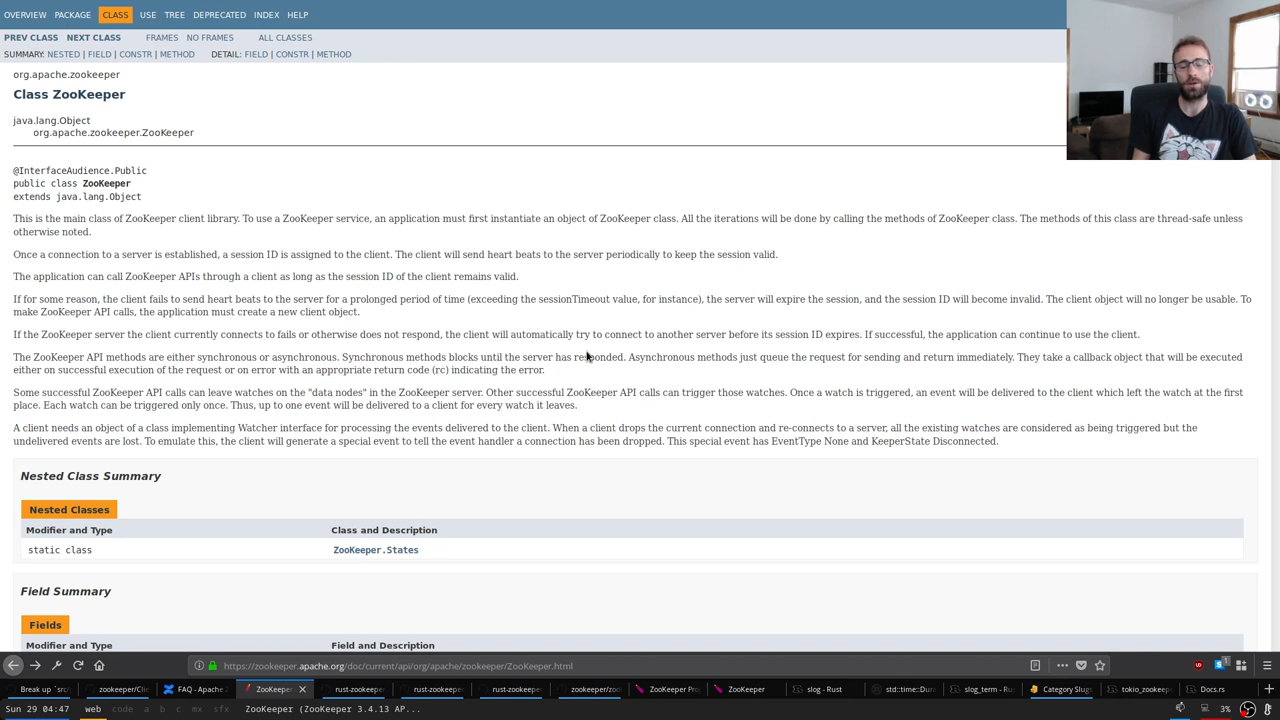 OVERVIEW PACKAGE CLASS USE TREE DEPRECATED INDEX HELP
PREV CLASS NEXT CLASS FRAMES NO FRAMES ALL CLASSES
SUMMARY: NESTED | FIELD | CONSTR | METHOD DETAIL: FIELD | CONSTR | METHOD
org.apache.zookeeper
Class ZooKeeper
java.lang.Object
org.apache.zookeeper.ZooKeeper
@InterfaceAudience.Public
public class ZooKeeper
extends java.lang.Object
This is the main class of ZooKeeper client library. To use a ZooKeeper service, an application must first instantiate an object of ZooKeeper class. All the iterations will be done by calling the methods of ZooKeeper class. The methods of this class are thread-safe unless
otherwise noted.
Once a connection to a server is established, a session ID is assigned to the client. The client will send heart beats to the server periodically to keep the session valid.
The application can call ZooKeeper APIs through a client as long as the session ID of the client remains valid.
If for some reason, the client fails to send heart beats to the server for a prolonged period of time (exceeding the sessionTimeout value, for instance), the server will expire the session, and the session ID will become invalid. The client object will no longer be usable. To
make ZooKeeper API calls, the application must create a new client object.
If the ZooKeeper server the client currently connects to fails or otherwise does not respond, the client will automatically try to connect to another server before its session ID expires. If successful, the application can continue to use the client.
The ZooKeeper API methods are either synchronous or asynchronous. Synchronous methods blocks until the server has responded. Asynchronous methods just queue the request for sending and return immediately. They take a callback object that will be executed
either on successful execution of the request or on error with an appropriate return code (rc) indicating the error.
Some successful ZooKeeper API calls can leave watches on the "data nodes" in the ZooKeeper server. Other successful ZooKeeper API calls can trigger those watches. Once a watch is triggered, an event will be delivered to the client which left the watch at the first
place. Each watch can be triggered only once. Thus, up to one event will be delivered to a client for every watch it leaves.
A client needs an object of a class implementing Watcher interface for processing the events delivered to the client. When a client drops the current connection and re-connects to a server, all the existing watches are considered as being triggered but the
undelivered events are lost. To emulate this, the client will generate a special event to tell the event handler a connection has been dropped. This special event has EventType None and KeeperState Disconnected.
Nested Class Summary
Nested Classes
Modifier and Type Class and Description
static class ZooKeeper.States
Field Summary
Fields
Modifier and Type Field and Description
https://zookeeper.apache.org/doc/current/api/org/apache/zookeeper/ZooKeeper.html
Break up `src/ zookeeper/Cli FAQ - Apache Z ZooKeeper rust-zookeeper rust-zookeeper rust-zookeeper zookeeper/zoo ZooKeeper Pro ZooKeeper slog - Rust std::time::Dura slog_term - Ru Category Slugs tokio_zookeep Docs.rs
Sun 29 04:47 web code a b c mx sfx ZooKeeper (ZooKeeper 3.4.13 AP... 3%